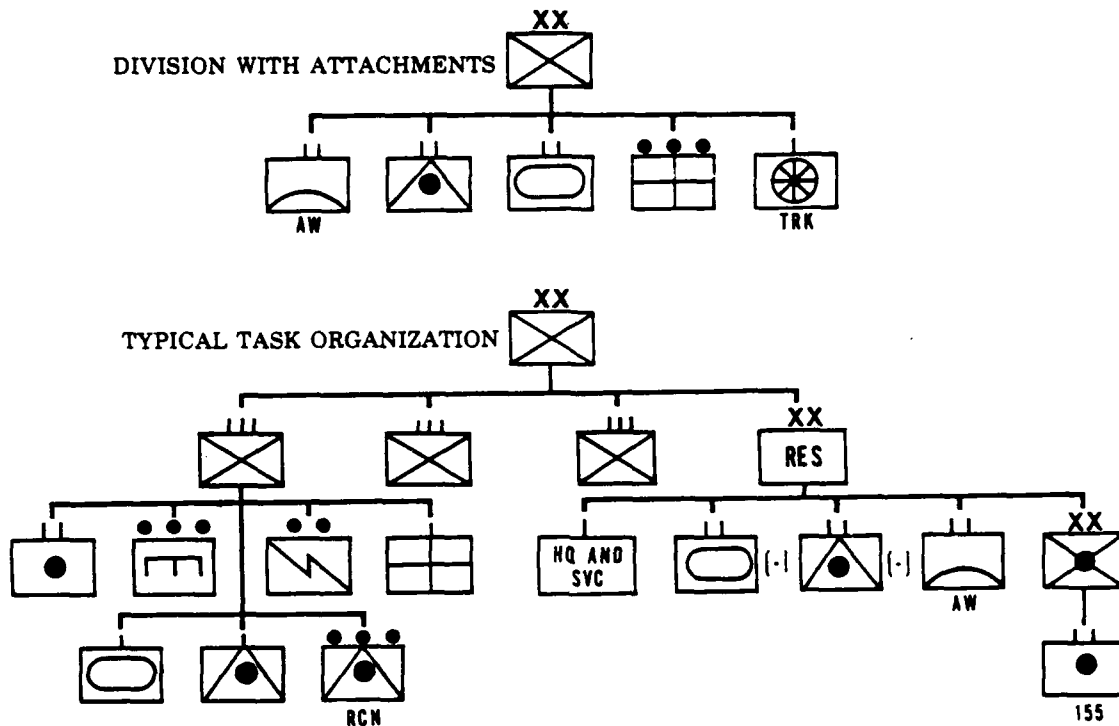 XX
DIVISION WITH ATTACHMENTS
AW
TRK
XX
TYPICAL TASK ORGANIZATION
XX
RES
HQ AND
SVC
(-)
(-)
XX
AW
RCN
155